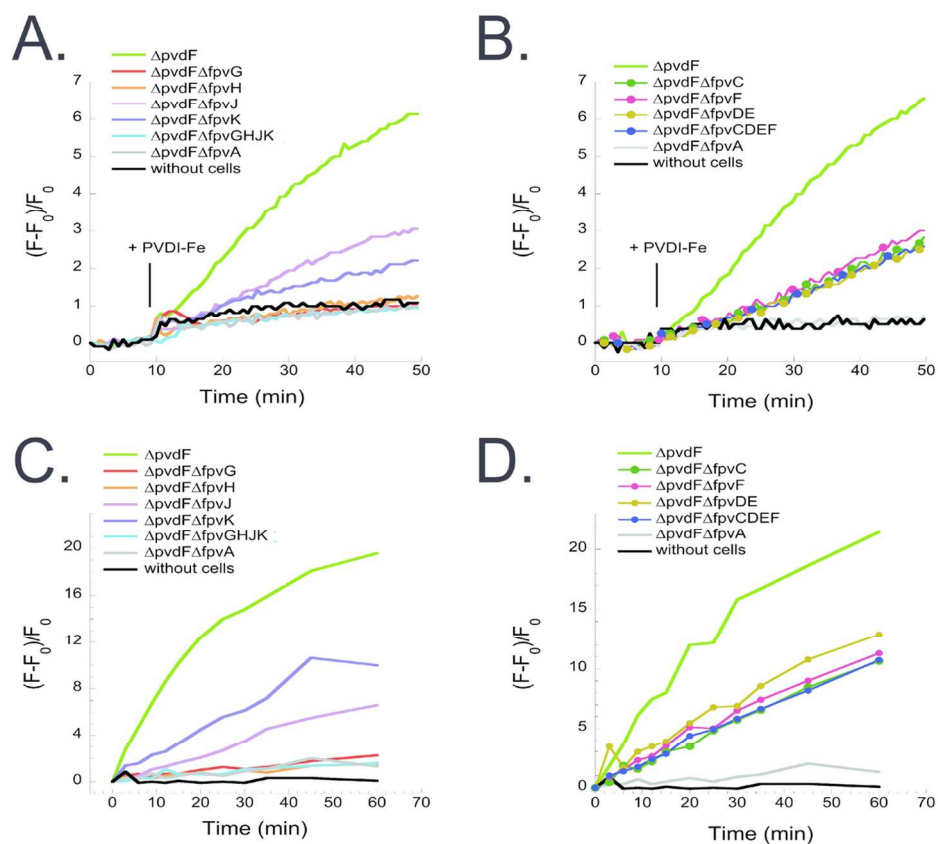 A.
ΔpvdF
ΔpvdFΔfpvG
ΔpvdFΔfpvH
ΔpvdFΔfpvJ
ΔpvdFΔfpvK
ΔpvdFΔfpvGHJK
ΔpvdFΔfpvA
without cells
7
6
5
4
3
2
1
0
(F-F₀)/F₀
+ PVDI-Fe
0 10 20 30 40 50
Time (min)
B.
ΔpvdF
ΔpvdFΔfpvC
ΔpvdFΔfpvF
ΔpvdFΔfpvDE
ΔpvdFΔfpvCDEF
ΔpvdFΔfpvA
without cells
7
6
5
4
3
2
1
0
(F-F₀)/F₀
+ PVDI-Fe
0 10 20 30 40 50
Time (min)
C.
ΔpvdF
ΔpvdFΔfpvG
ΔpvdFΔfpvH
ΔpvdFΔfpvJ
ΔpvdFΔfpvK
ΔpvdFΔfpvGHJK
ΔpvdFΔfpvA
without cells
20
16
12
8
4
0
(F-F₀)/F₀
0 10 20 30 40 50 60 70
Time (min)
D.
ΔpvdF
ΔpvdFΔfpvC
ΔpvdFΔfpvF
ΔpvdFΔfpvDE
ΔpvdFΔfpvCDEF
ΔpvdFΔfpvA
without cells
20
15
10
5
0
(F-F₀)/F₀
0 10 20 30 40 50 60 70
Time (min)